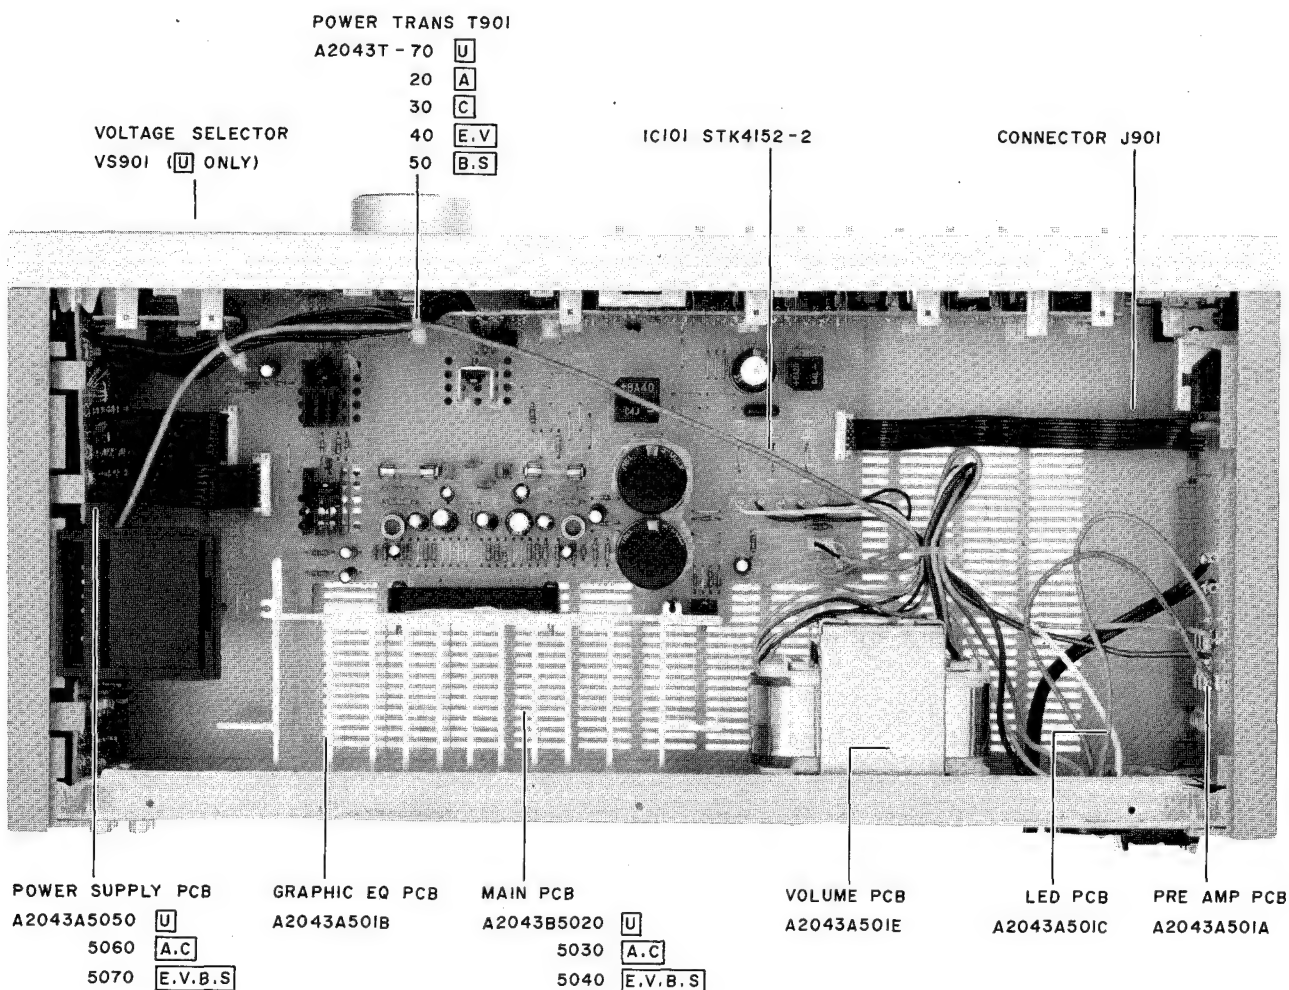 POWER TRANS T901
A2043T-70 U
20 A
30 C
40 E.V
50 B.S
VOLTAGE SELECTOR
VS901 (U ONLY)
IC101 STK4152-2
CONNECTOR J901
POWER SUPPLY PCB
A2043A5050 U
5060 A.C
5070 E.V.B.S
GRAPHIC EQ PCB
A2043A501B
MAIN PCB
A2043B5020 U
5030 A.C
5040 E.V.B.S
VOLUME PCB
A2043A501E
LED PCB
A2043A501C
PRE AMP PCB
A2043A501A